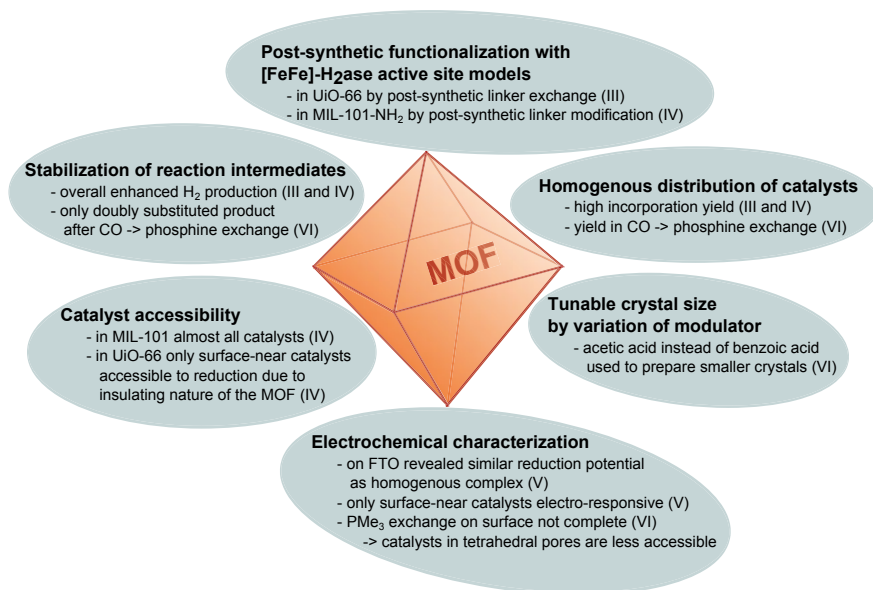 Post-synthetic functionalization with
[FeFe]-H₂ase active site models
- in UiO-66 by post-synthetic linker exchange (III)
- in MIL-101-NH₂ by post-synthetic linker modification (IV)
Stabilization of reaction intermediates
- overall enhanced H₂ production (III and IV)
- only doubly substituted product
after CO -> phosphine exchange (VI)
Homogenous distribution of catalysts
- high incorporation yield (III and IV)
- yield in CO -> phosphine exchange (VI)
MOF
Catalyst accessibility
- in MIL-101 almost all catalysts (IV)
- in UiO-66 only surface-near catalysts
accessible to reduction due to
insulating nature of the MOF (IV)
Tunable crystal size
by variation of modulator
- acetic acid instead of benzoic acid
used to prepare smaller crystals (VI)
Electrochemical characterization
- on FTO revealed similar reduction potential
as homogenous complex (V)
- only surface-near catalysts electro-responsive (V)
- PMe₃ exchange on surface not complete (VI)
-> catalysts in tetrahedral pores are less accessible